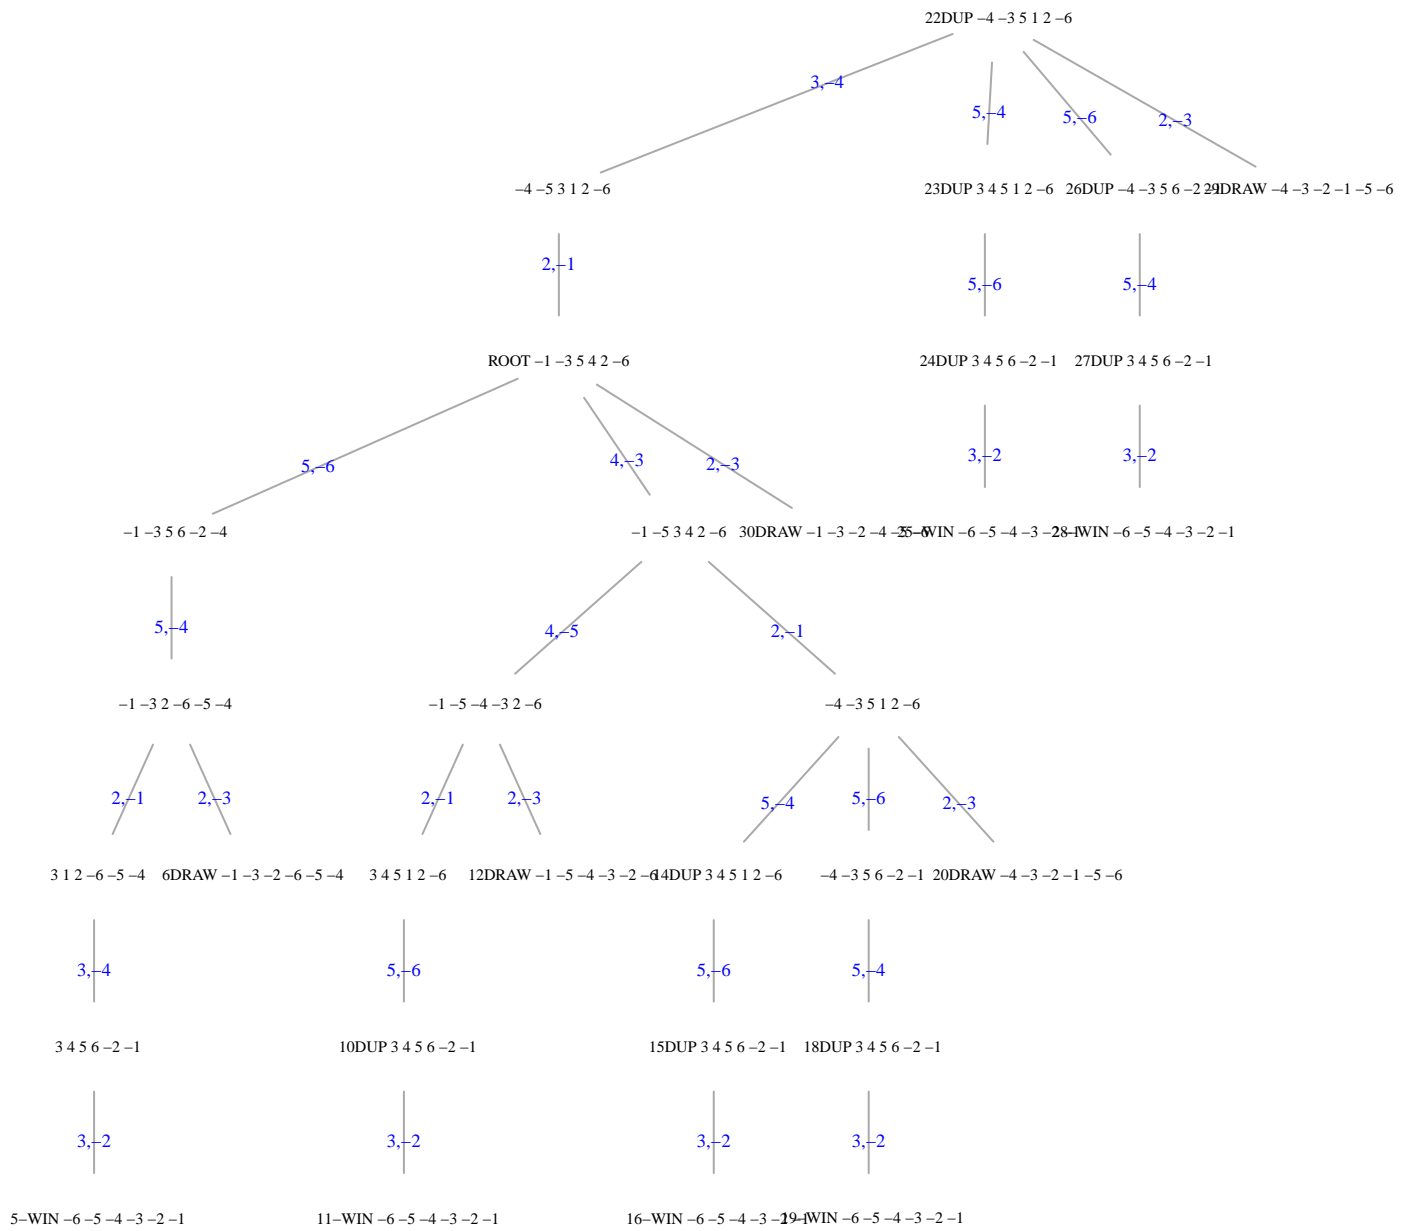 22DUP –4 –3 5 1 2 –6
3,–4
5,–4
5,–6
2,–3
–4 –5 3 1 2 –6
23DUP 3 4 5 1 2 –6
26DUP –4 –3 5 6 –2 –1
29DRAW –4 –3 –2 –1 –5 –6
2,–1
5,–6
5,–4
ROOT –1 –3 5 4 2 –6
24DUP 3 4 5 6 –2 –1
27DUP 3 4 5 6 –2 –1
5,–6
4,–3
2,–3
3,–2
3,–2
–1 –3 5 6 –2 –4
–1 –5 3 4 2 –6
30DRAW –1 –3 –2 –4 –5 –6
25–WIN –6 –5 –4 –3 –2 –1
28–WIN –6 –5 –4 –3 –2 –1
5,–4
4,–5
2,–1
–1 –3 2 –6 –5 –4
–1 –5 –4 –3 2 –6
–4 –3 5 1 2 –6
2,–1
2,–3
2,–1
2,–3
5,–4
5,–6
2,–3
3 1 2 –6 –5 –4
6DRAW –1 –3 –2 –6 –5 –4
3 4 5 1 2 –6
12DRAW –1 –5 –4 –3 –2 –6
14DUP 3 4 5 1 2 –6
–4 –3 5 6 –2 –1
20DRAW –4 –3 –2 –1 –5 –6
3,–4
5,–6
5,–6
5,–4
3 4 5 6 –2 –1
10DUP 3 4 5 6 –2 –1
15DUP 3 4 5 6 –2 –1
18DUP 3 4 5 6 –2 –1
3,–2
3,–2
3,–2
3,–2
5–WIN –6 –5 –4 –3 –2 –1
11–WIN –6 –5 –4 –3 –2 –1
16–WIN –6 –5 –4 –3 –2 –1
19–WIN –6 –5 –4 –3 –2 –1